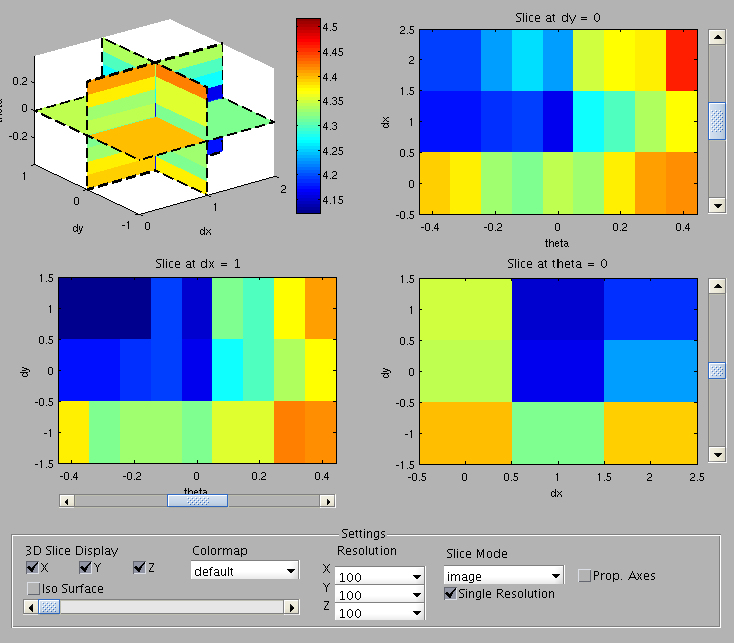 4.5
4.45
4.4
4.35
4.3
4.25
4.2
4.15
0.2
0
-0.2
theta
1
0
-1
dy
0
1
2
dx
Slice at dy = 0
2.5
2
1.5
1
0.5
0
-0.5
dx
-0.4 -0.2 0 0.2 0.4
theta
Slice at dx = 1
1.5
1
0.5
0
-0.5
-1
-1.5
dy
-0.4 -0.2 0 0.2 0.4
theta
Slice at theta = 0
1.5
1
0.5
0
-0.5
-1
-1.5
dy
-0.5 0 0.5 1 1.5 2 2.5
dx
Settings
3D Slice Display
X Y Z
Iso Surface
Colormap
default
Resolution
X 100
Y 100
Z 100
Slice Mode
image
Single Resolution
Prop. Axes